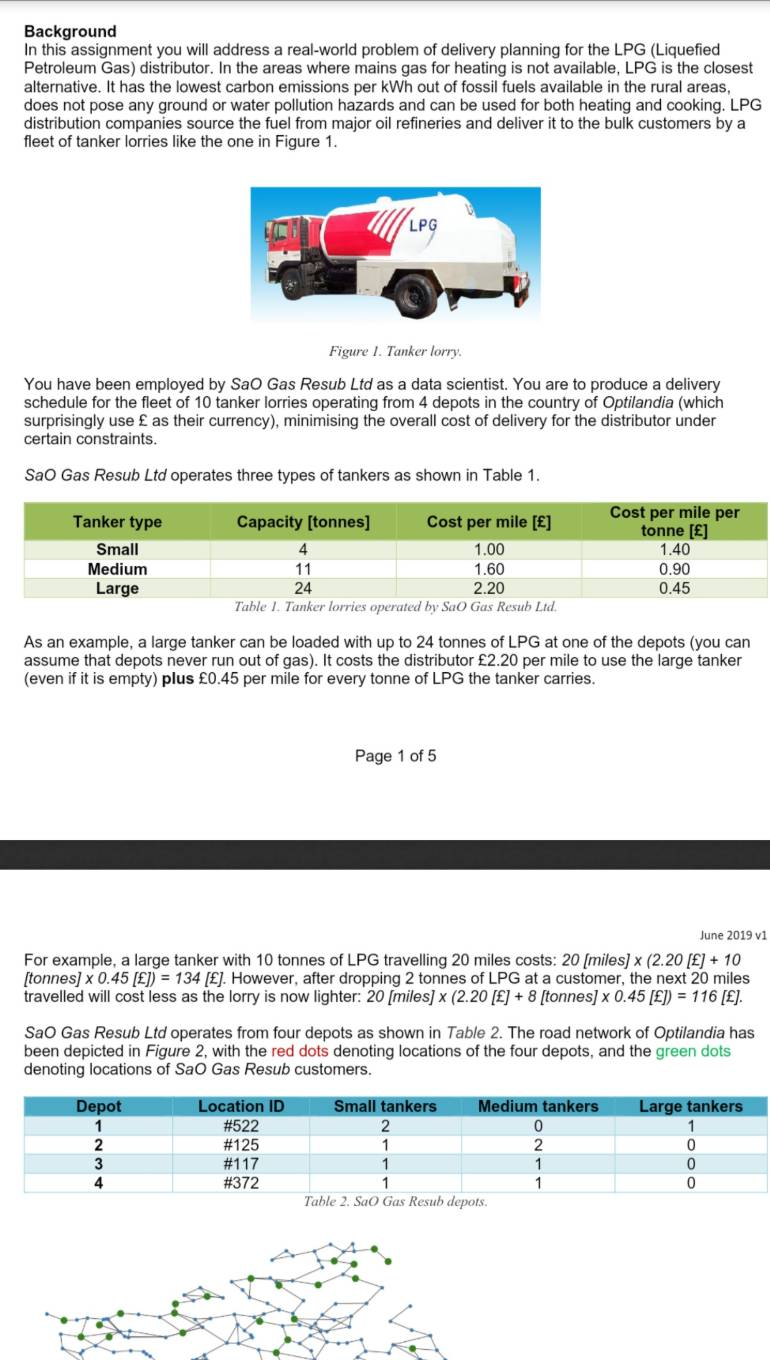 Background
In this assignment you will address a real-world problem of delivery planning for the LPG (Liquefied
Petroleum Gas) distributor. In the areas where mains gas for heating is not available, LPG is the closest
alternative. It has the lowest carbon emissions per kWh out of fossil fuels available in the rural areas,
does not pose any ground or water pollution hazards and can be used for both heating and cooking. LPG
distribution companies source the fuel from major oil refineries and deliver it to the bulk customers by a
fleet of tanker lorries like the one in Figure 1.
LPG
Figure 1. Tanker lorry.
You have been employed by SaO Gas Resub Ltd as a data scientist. You are to produce a delivery
schedule for the fleet of 10 tanker lorries operating from 4 depots in the country of Optilandia (which
surprisingly use £ as their currency), minimising the overall cost of delivery for the distributor under
certain constraints.
SaO Gas Resub Ltd operates three types of tankers as shown in Table 1.
Tanker type Capacity [tonnes] Cost per mile [£] Cost per mile per
tonne [£]
Small 4 1.00 1.40
Medium 11 1.60 0.90
Large 24 2.20 0.45
Table 1. Tanker lorries operated by SaO Gas Resub Ltd.
As an example, a large tanker can be loaded with up to 24 tonnes of LPG at one of the depots (you can
assume that depots never run out of gas). It costs the distributor £2.20 per mile to use the large tanker
(even if it is empty) plus £0.45 per mile for every tonne of LPG the tanker carries.
Page 1 of 5
June 2019 v1
For example, a large tanker with 10 tonnes of LPG travelling 20 miles costs: 20 [miles] x (2.20 [£] + 10
[tonnes] x 0.45 [£]) = 134 [£]. However, after dropping 2 tonnes of LPG at a customer, the next 20 miles
travelled will cost less as the lorry is now lighter: 20 [miles] x (2.20 [£] + 8 [tonnes] x 0.45 [£]) = 116 [£].
SaO Gas Resub Ltd operates from four depots as shown in Table 2. The road network of Optilandia has
been depicted in Figure 2, with the red dots denoting locations of the four depots, and the green dots
denoting locations of SaO Gas Resub customers.
Depot Location ID Small tankers Medium tankers Large tankers
1 #522 2 0 1
2 #125 1 2 0
3 #117 1 1 0
4 #372 1 1 0
Table 2. SaO Gas Resub depots.